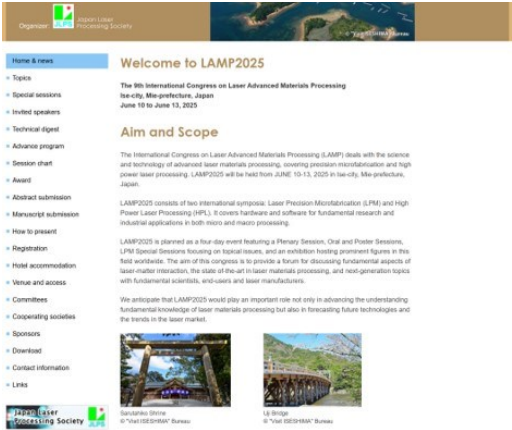 Organizer: JLPS Japan Laser
Processing Society
© "Visit ISESHIMA" Bureau
Home & news
Topics
Special sessions
Invited speakers
Technical digest
Advance program
Session chart
Award
Abstract submission
Manuscript submission
How to present
Registration
Hotel accommodation
Venue and access
Committees
Cooperating societies
Sponsors
Download
Contact information
Links
Japan Laser
Processing Society JLPS
Welcome to LAMP2025
The 9th International Congress on Laser Advanced Materials Processing
Ise-city, Mie-prefecture, Japan
June 10 to June 13, 2025
Aim and Scope
The International Congress on Laser Advanced Materials Processing (LAMP) deals with the science
and technology of advanced laser materials processing, covering precision microfabrication and high
power laser processing. LAMP2025 will be held from JUNE 10-13, 2025 in Ise-city, Mie-prefecture,
Japan.
LAMP2025 consists of two international symposia: Laser Precision Microfabrication (LPM) and High
Power Laser Processing (HPL). It covers hardware and software for fundamental research and
industrial applications in both micro and macro processing.
LAMP2025 is planned as a four-day event featuring a Plenary Session, Oral and Poster Sessions,
LPM Special Sessions focusing on topical issues, and an exhibition hosting prominent figures in this
field worldwide. The aim of this congress is to provide a forum for discussing fundamental aspects of
laser-matter interaction, the state-of-the-art in laser materials processing, and next-generation topics
with fundamental scientists, end-users and laser manufacturers.
We anticipate that LAMP2025 would play an important role not only in advancing the understanding
fundamental knowledge of laser materials processing but also in forecasting future technologies and
the trends in the laser market.
Sarutahiko Shrine
© "Visit ISESHIMA" Bureau
Uji Bridge
© "Visit ISESHIMA" Bureau